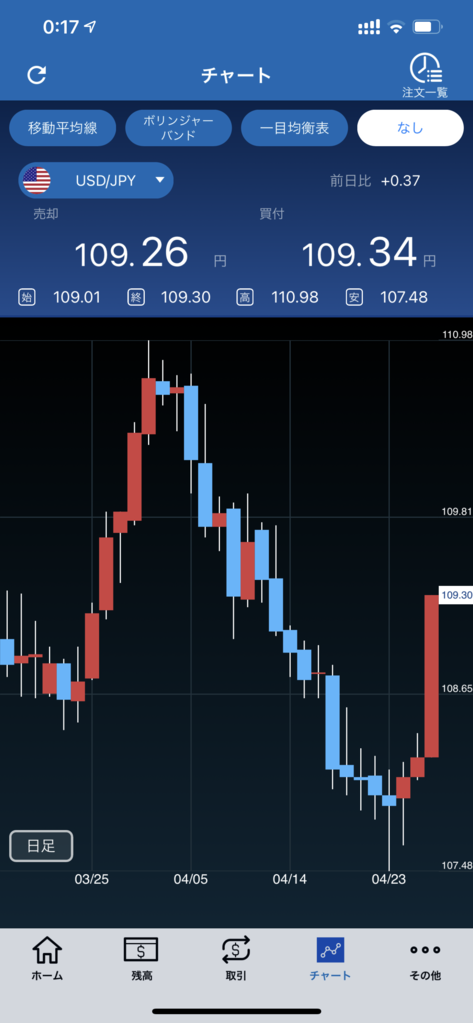 0:17
チャート
注文一覧
移動平均線
ボリンジャー
バンド
一目均衡表
なし
USD/JPY
前日比 +0.37
売却
買付
109.26 円
109.34 円
始 109.01 終 109.30 高 110.98 安 107.48
110.98
109.81
109.30
108.65
107.48
日足
03/25 04/05 04/14 04/23
ホーム 残高 取引 チャート その他